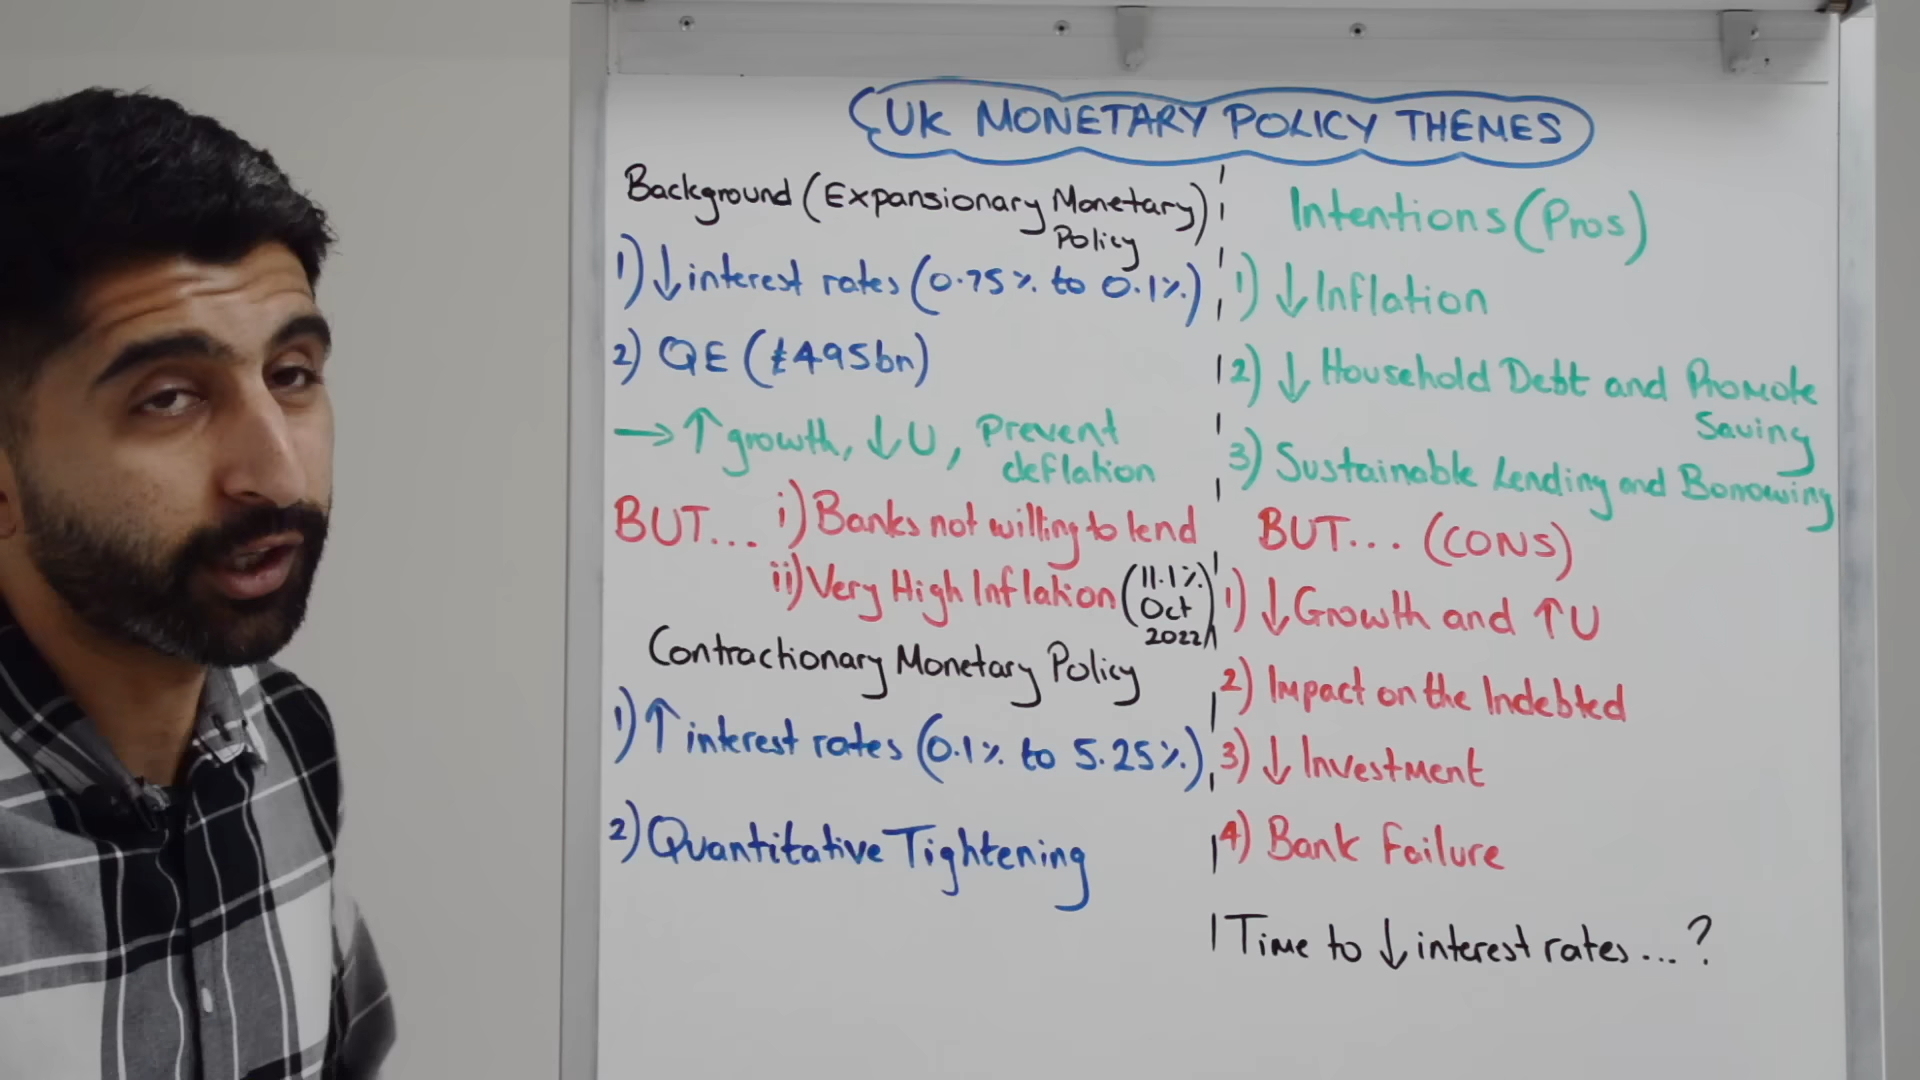 UK MONETARY POLICY THEMES
Background (Expansionary Monetary
Policy)
1) ↓ interest rates (0.75% to 0.1%)
2) QE (£495bn)
→ ↑ growth, ↓ U, Prevent
deflation
BUT... i) Banks not willing to lend
ii) Very High Inflation (11.1%
Oct
2022)
Contractionary Monetary Policy
1) ↑ interest rates (0.1% to 5.25%)
2) Quantitative Tightening
Intentions (Pros)
1) ↓ Inflation
2) ↓ Household Debt and Promote
Saving
3) Sustainable Lending and Borrowing
BUT... (CONS)
1) ↓ Growth and ↑ U
2) Impact on the Indebted
3) ↓ Investment
4) Bank Failure
Time to ↓ interest rates...?